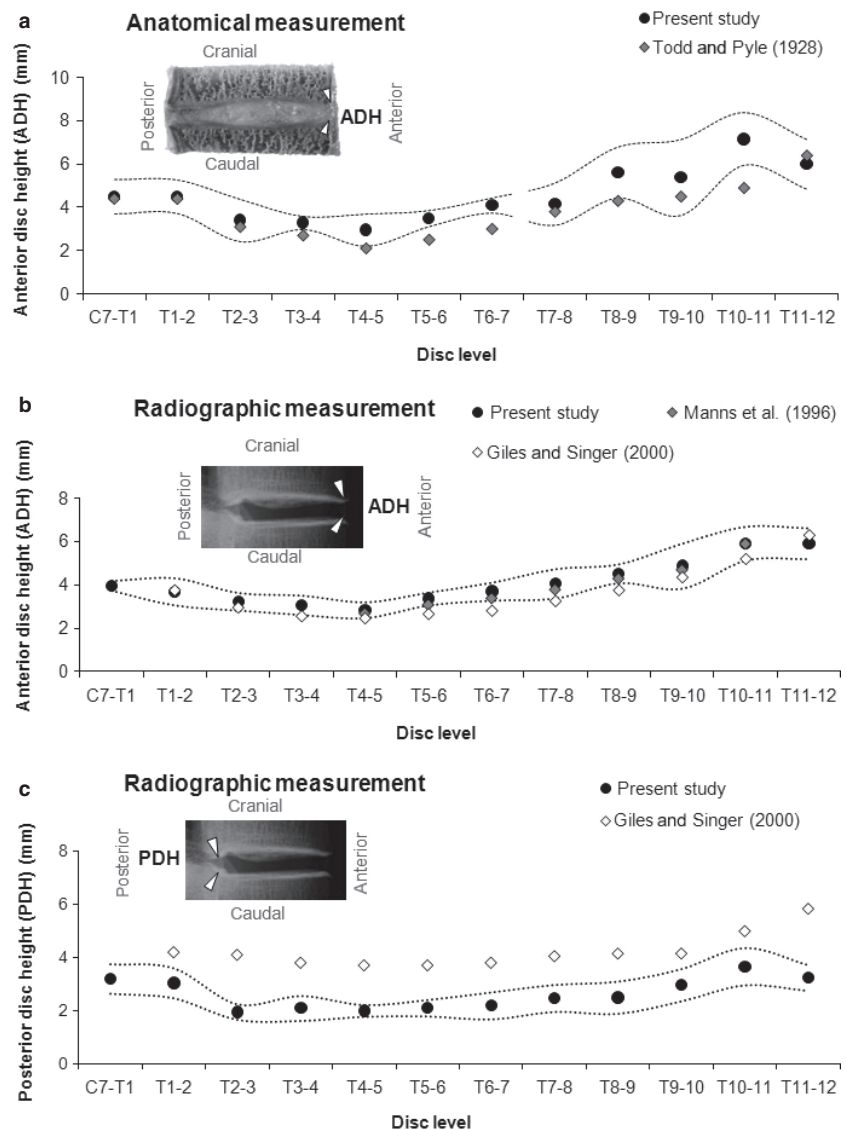 a
Anatomical measurement
Present study
Todd and Pyle (1928)
Cranial
Posterior
ADH
Anterior
Caudal
Anterior disc height (ADH) (mm)
10
8
6
4
2
0
C7-T1 T1-2 T2-3 T3-4 T4-5 T5-6 T6-7 T7-8 T8-9 T9-10 T10-11 T11-12
Disc level
b
Radiographic measurement
Present study Manns et al. (1996)
Giles and Singer (2000)
Cranial
Posterior
ADH
Anterior
Caudal
Anterior disc height (ADH) (mm)
8
6
4
2
0
C7-T1 T1-2 T2-3 T3-4 T4-5 T5-6 T6-7 T7-8 T8-9 T9-10 T10-11 T11-12
Disc level
c
Radiographic measurement
Present study
Giles and Singer (2000)
Cranial
Posterior
PDH
Anterior
Caudal
Posterior disc height (PDH) (mm)
8
6
4
2
0
C7-T1 T1-2 T2-3 T3-4 T4-5 T5-6 T6-7 T7-8 T8-9 T9-10 T10-11 T11-12
Disc level